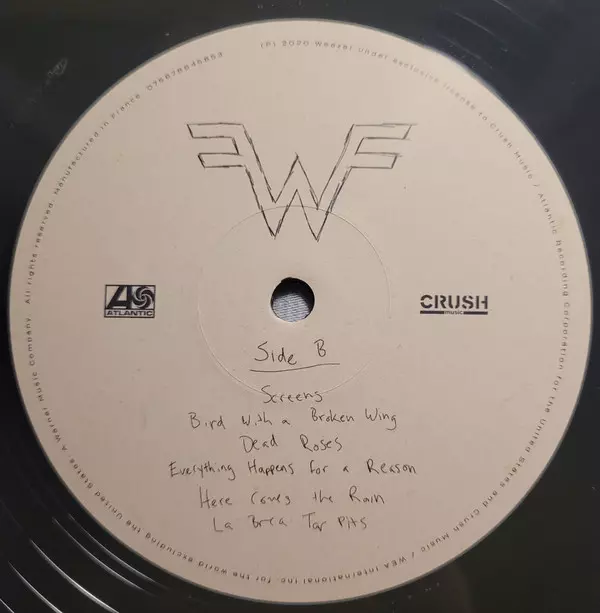 (P) 2020 Weezer under exclusive license to Crush Music / Atlantic Recording Corporation for the United States and Crush Music / WEA International Inc. for the world excluding the United States. A Warner Music Company. All rights reserved. Manufactured in France.
W
A
ATLANTIC
CRUSH
music
Side B
Screens
Bird with a Broken Wing
Dead Roses
Everything Happens for a Reason
Here Comes the Rain
La Brea Tar Pits